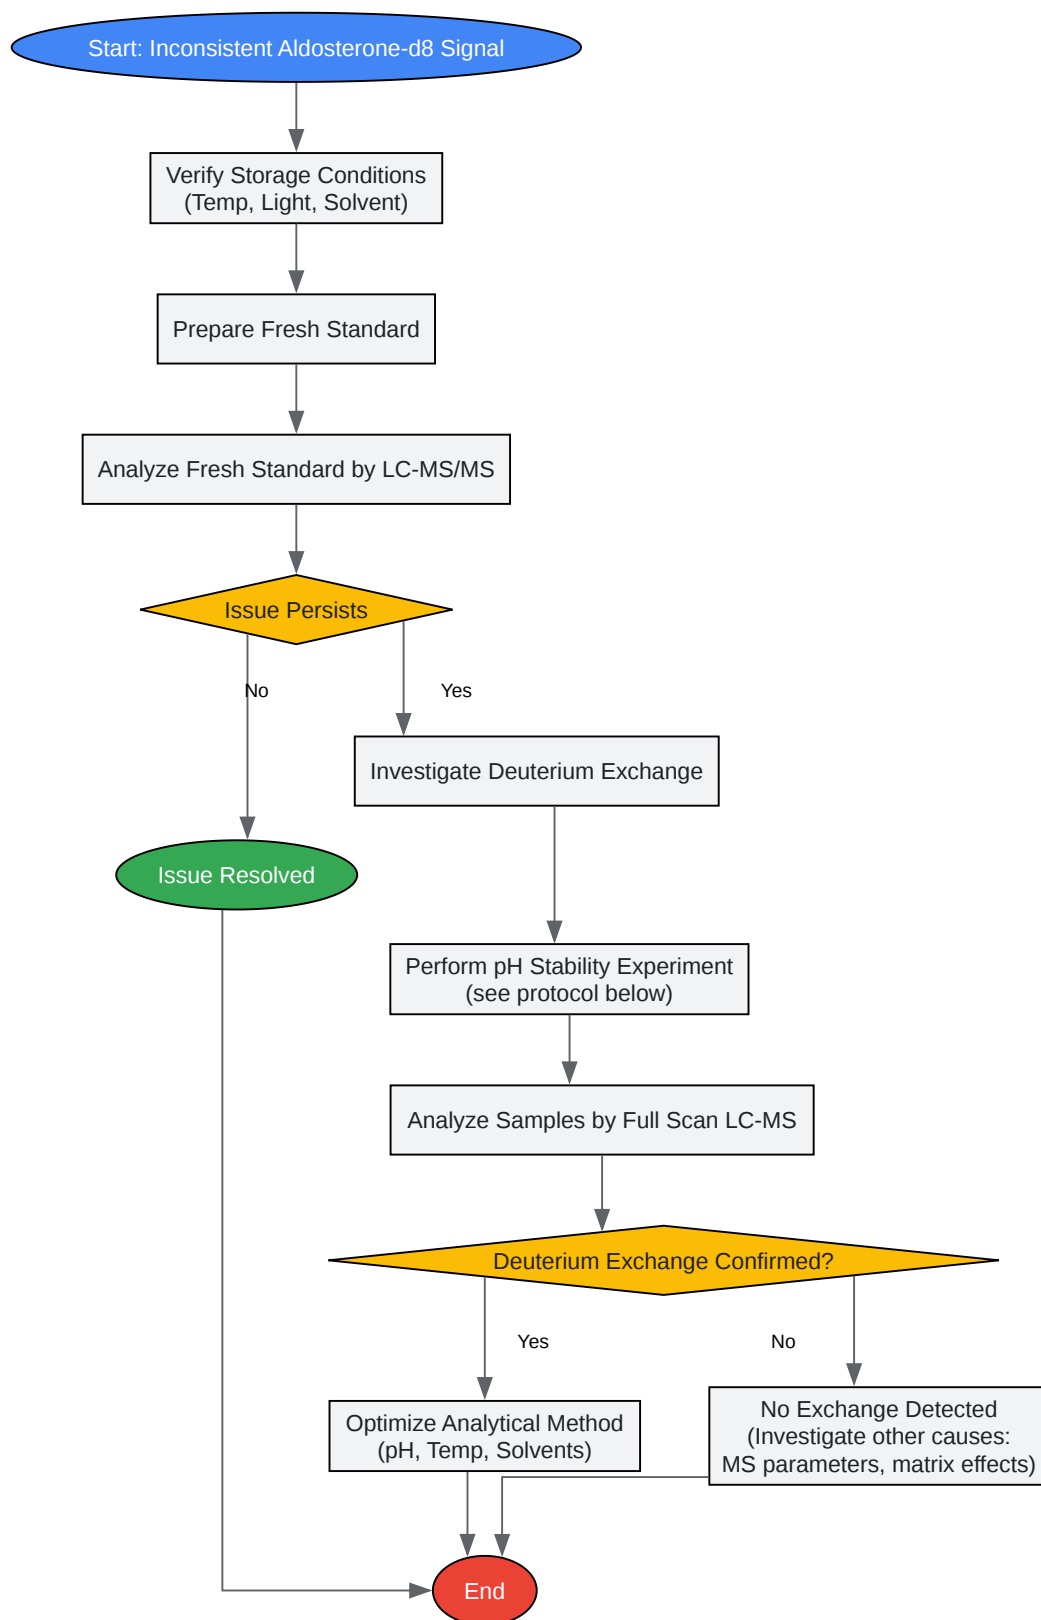 Start: Inconsistent Aldosterone-d8 Signal
Verify Storage Conditions
(Temp, Light, Solvent)
Prepare Fresh Standard
Analyze Fresh Standard by LC-MS/MS
Issue Persists
No
Yes
Investigate Deuterium Exchange
Issue Resolved
Perform pH Stability Experiment
(see protocol below)
Analyze Samples by Full Scan LC-MS
Deuterium Exchange Confirmed?
Yes
No
Optimize Analytical Method
(pH, Temp, Solvents)
No Exchange Detected
(Investigate other causes:
MS parameters, matrix effects)
End